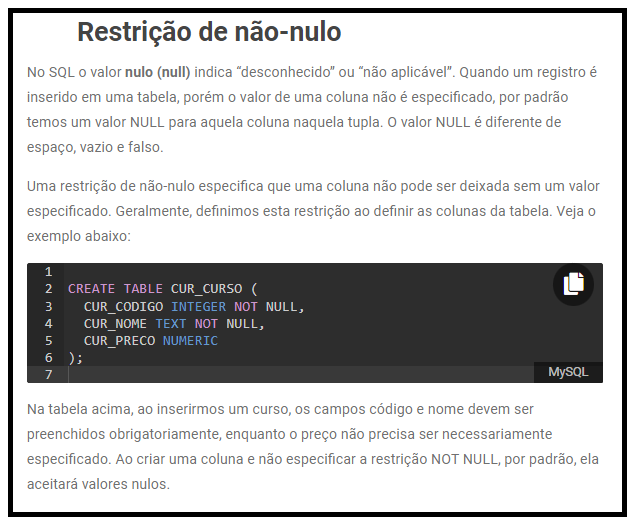 Restrição de não-nulo
No SQL o valor nulo (null) indica “desconhecido” ou “não aplicável”. Quando um registro é
inserido em uma tabela, porém o valor de uma coluna não é especificado, por padrão
temos um valor NULL para aquela coluna naquela tupla. O valor NULL é diferente de
espaço, vazio e falso.
Uma restrição de não-nulo especifica que uma coluna não pode ser deixada sem um valor
especificado. Geralmente, definimos esta restrição ao definir as colunas da tabela. Veja o
exemplo abaixo:
1
2 CREATE TABLE CUR_CURSO (
3 CUR_CODIGO INTEGER NOT NULL,
4 CUR_NOME TEXT NOT NULL,
5 CUR_PRECO NUMERIC
6 );
7
MySQL
Na tabela acima, ao inserirmos um curso, os campos código e nome devem ser
preenchidos obrigatoriamente, enquanto o preço não precisa ser necessariamente
especificado. Ao criar uma coluna e não especificar a restrição NOT NULL, por padrão, ela
aceitará valores nulos.